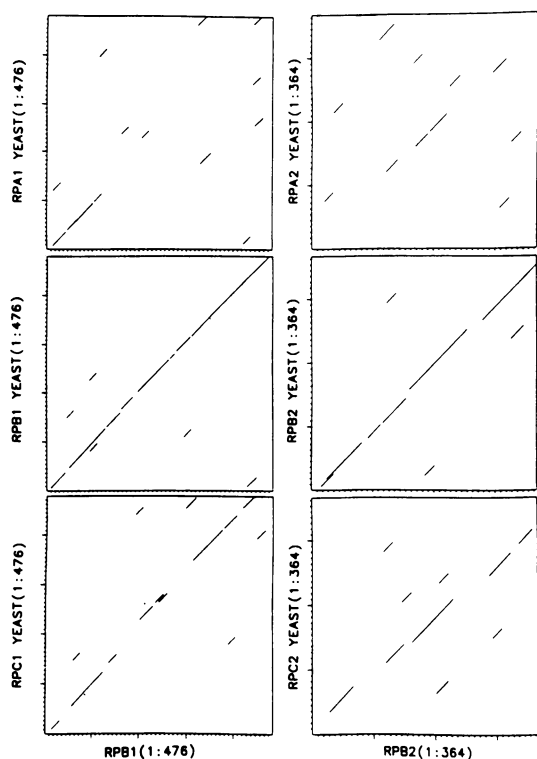 RPA1 YEAST(1:476)
RPA2 YEAST(1:364)
RPB1 YEAST(1:476)
RPB2 YEAST(1:364)
RPC1 YEAST(1:476)
RPC2 YEAST(1:364)
RPB1(1:476)
RPB2(1:364)